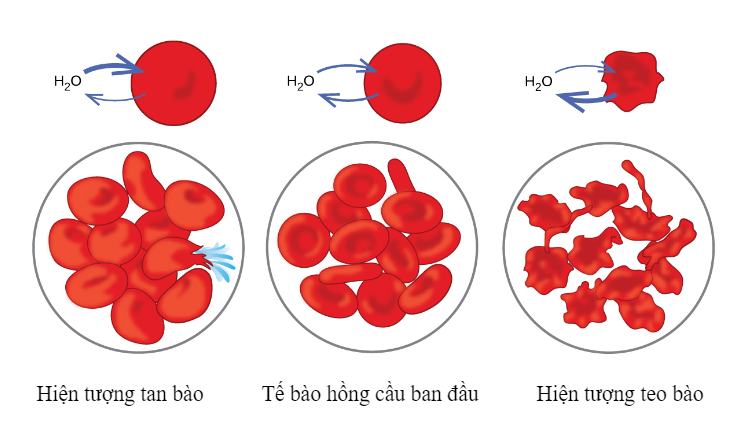 H₂O
H₂O
H₂O
Hiện tượng tan bào
Tế bào hồng cầu ban đầu
Hiện tượng teo bào